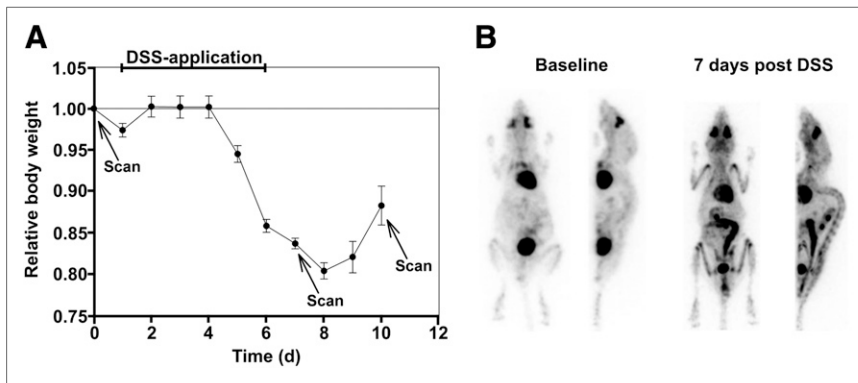 A
DSS-application
1.05
1.00
0.95
0.90
0.85
0.80
0.75
Relative body weight
Scan
Scan
Scan
0 2 4 6 8 10 12
Time (d)
B
Baseline 7 days post DSS